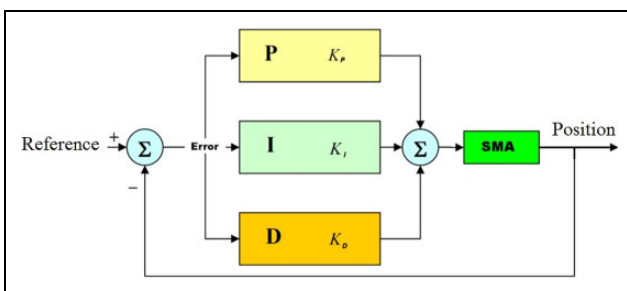 P K_P
Reference + Σ Error I K_I Σ SMA Position
−
D K_D